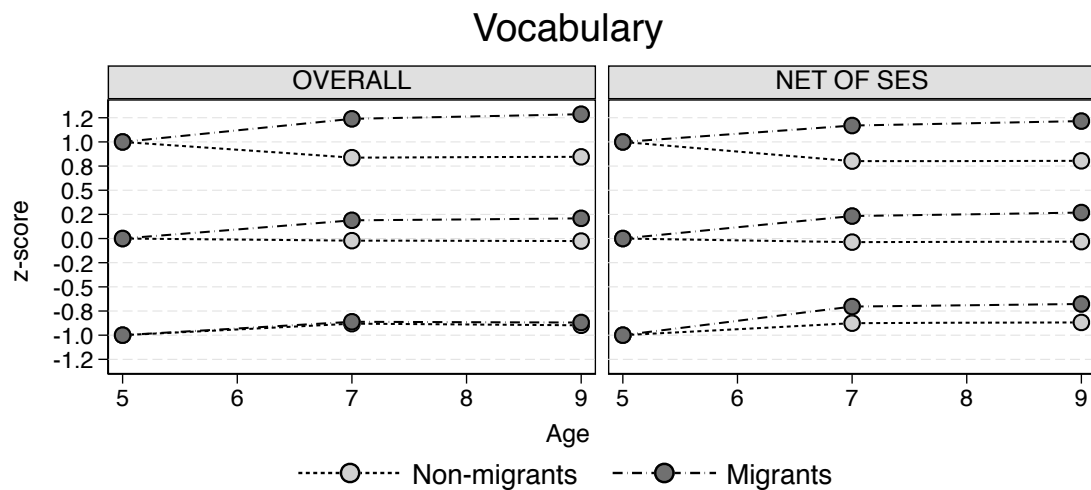 Vocabulary
OVERALL
NET OF SES
1.2
1.0
0.8
0.5
0.2
0.0
-0.2
-0.5
-0.8
-1.0
-1.2
z-score
5 6 7 8 9
5 6 7 8 9
Age
Non-migrants Migrants